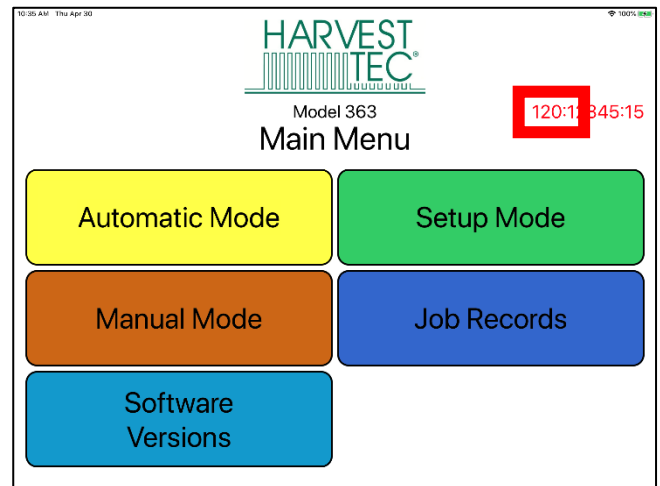 10:35 AM Thu Apr 30
100%
HARVEST
TEC®
Model 363
120:12345:15
Main Menu
Automatic Mode
Setup Mode
Manual Mode
Job Records
Software
Versions